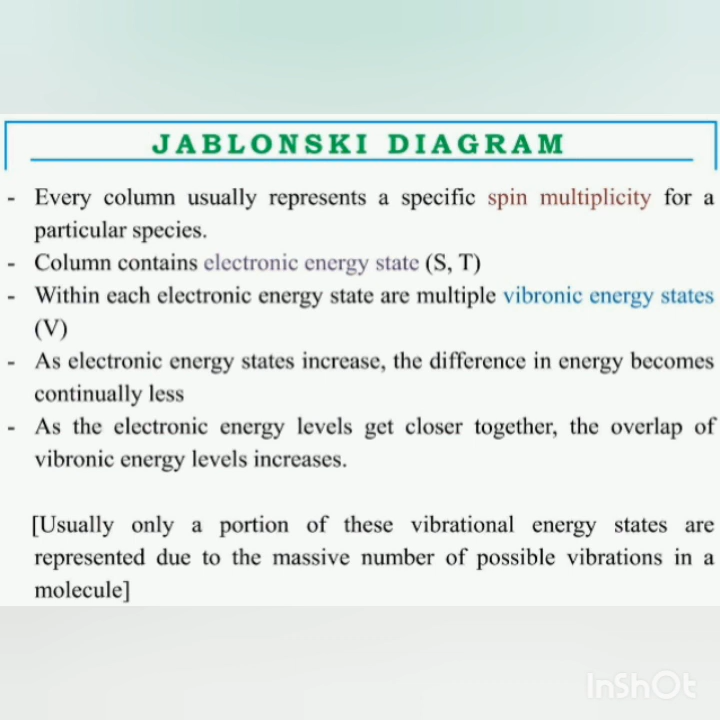 JABLONSKI DIAGRAM
- Every column usually represents a specific spin multiplicity for a
particular species.
- Column contains electronic energy state (S, T)
- Within each electronic energy state are multiple vibronic energy states
(V)
- As electronic energy states increase, the difference in energy becomes
continually less
- As the electronic energy levels get closer together, the overlap of
vibronic energy levels increases.
[Usually only a portion of these vibrational energy states are
represented due to the massive number of possible vibrations in a
molecule]
InShOt